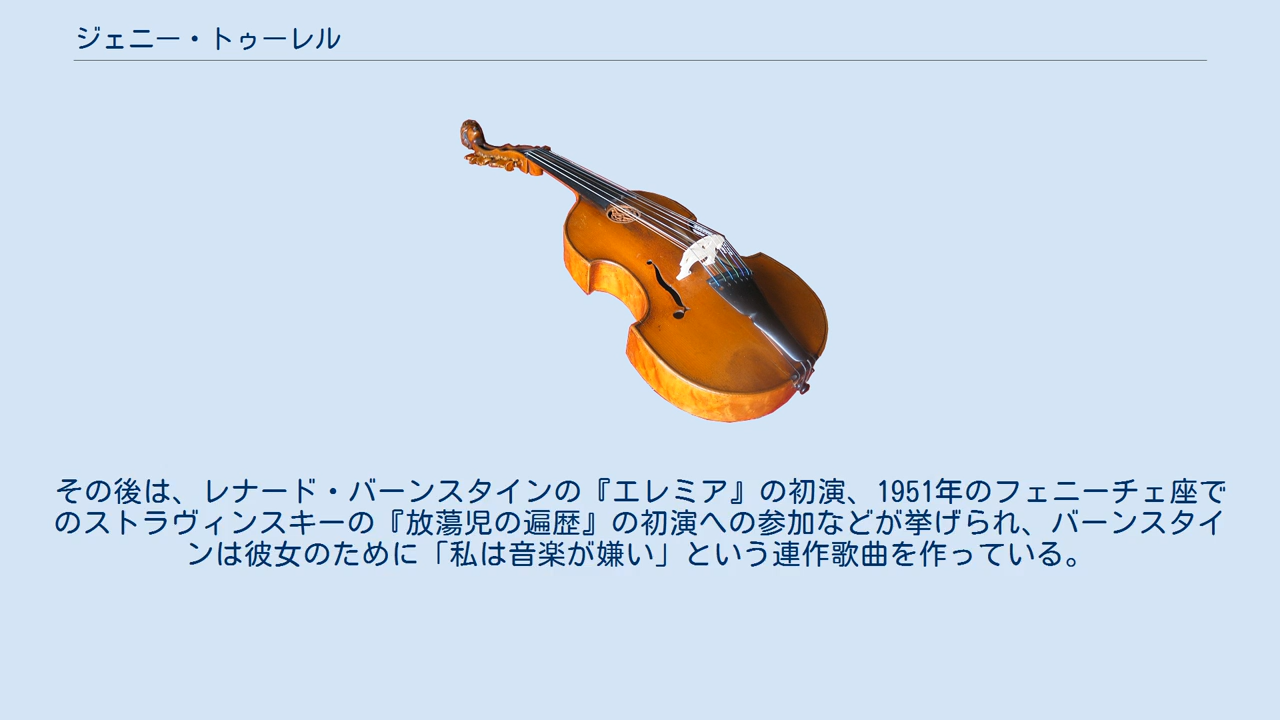 ジェニー・トゥーレル
その後は、レナード・バーンスタインの『エレミア』の初演、1951年のフェニーチェ座で
のストラヴィンスキーの『放蕩児の遍歴』の初演への参加などが挙げられ、バーンスタイ
ンは彼女のために「私は音楽が嫌い」という連作歌曲を作っている。